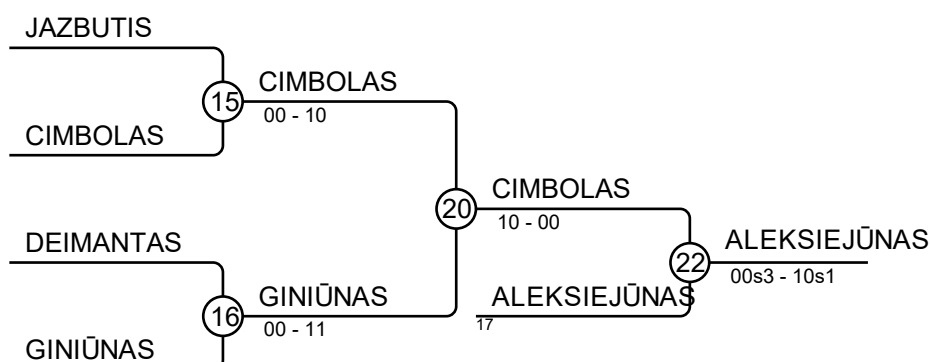 JAZBUTIS
15
CIMBOLAS
00 - 10
CIMBOLAS
20
CIMBOLAS
10 - 00
DEIMANTAS
16
GINIŪNAS
00 - 11
GINIŪNAS
ALEKSIEJŪNAS
17
22
ALEKSIEJŪNAS
00s3 - 10s1